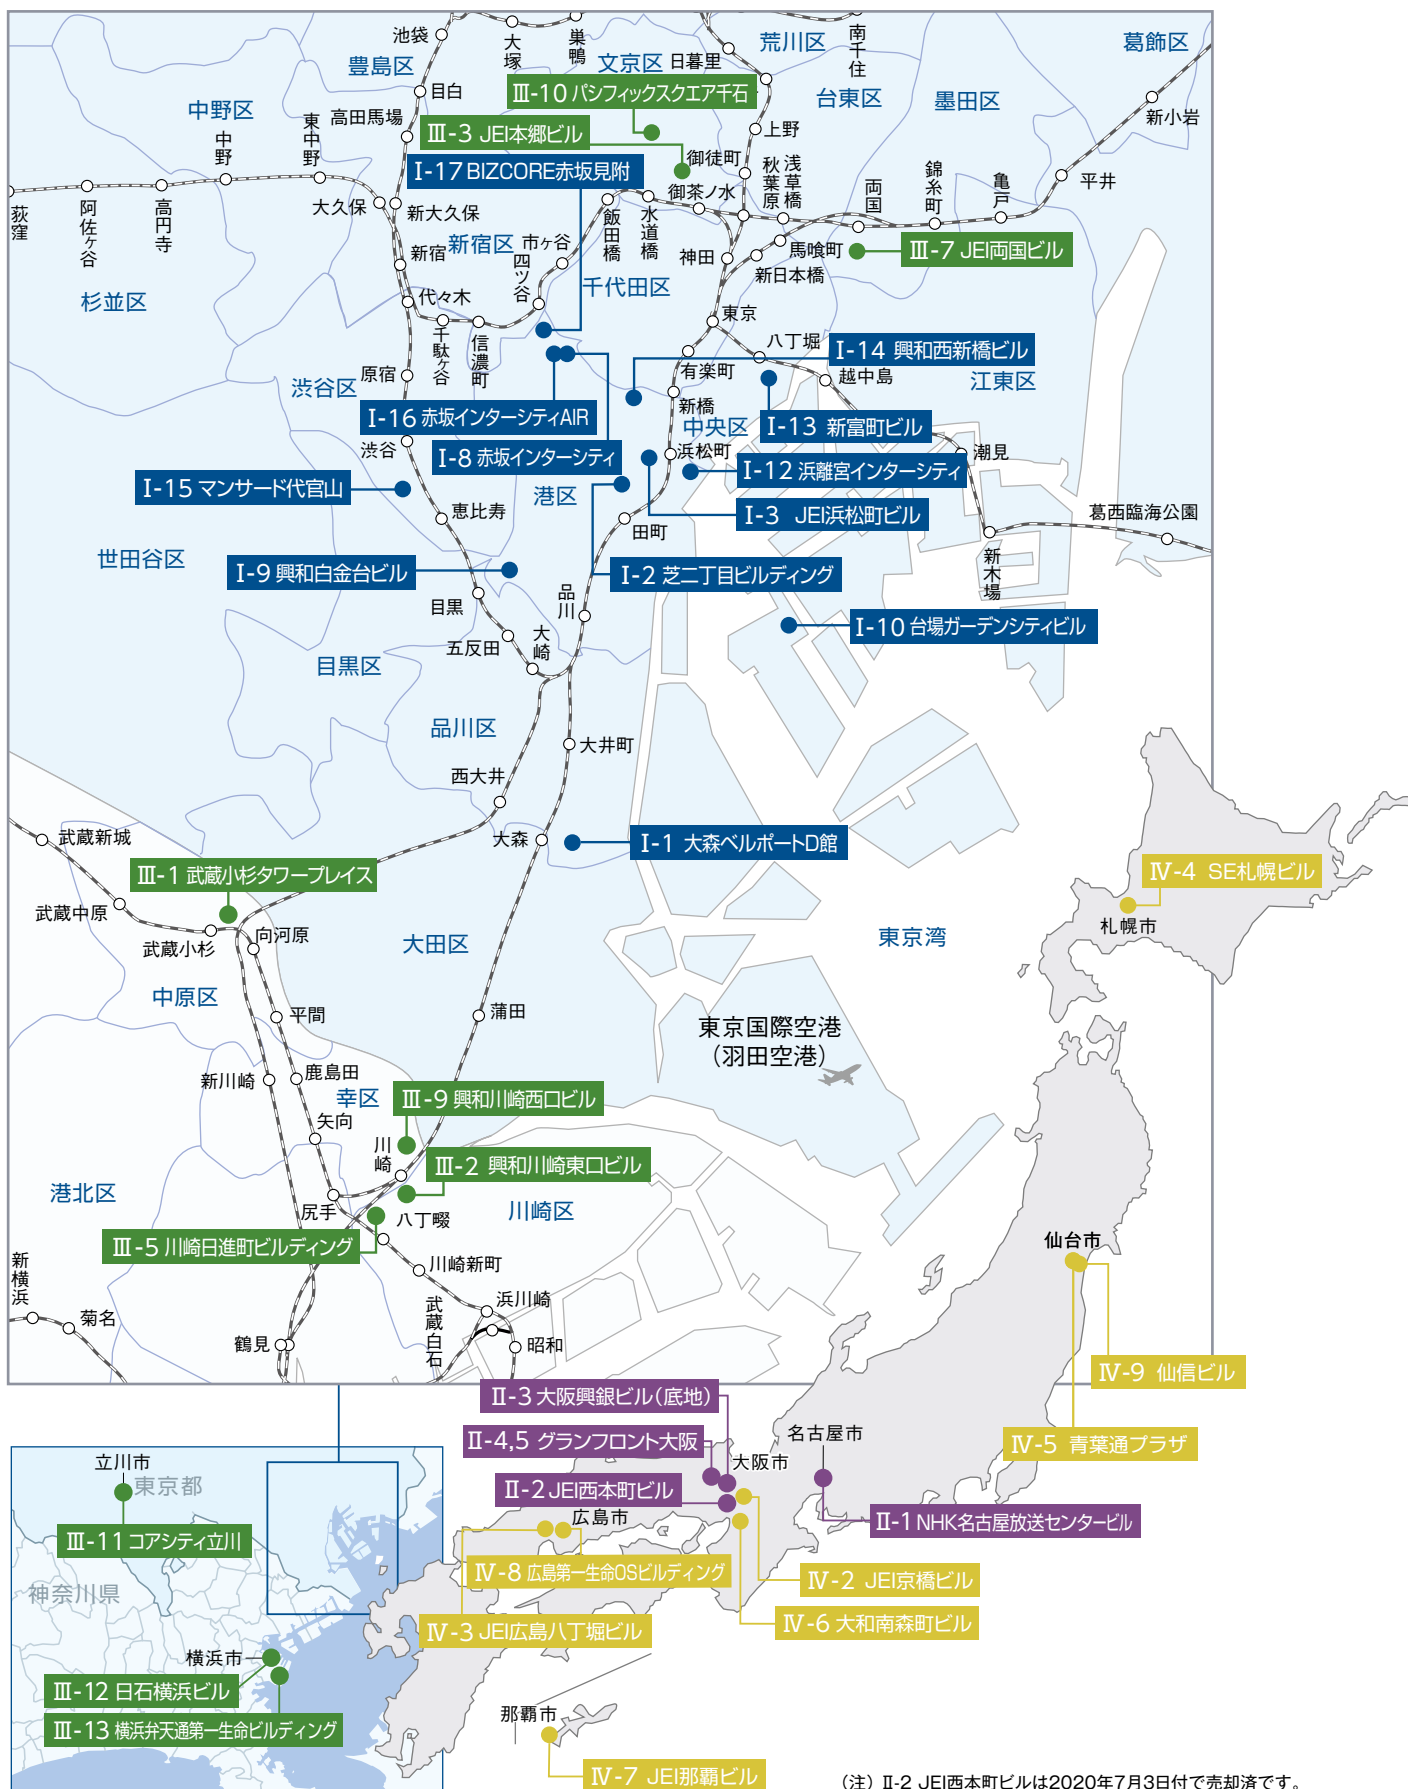 池袋
大塚
巣鴨
文京区
日暮里
荒川区
南千住
葛飾区
豊島区
目白
中野区
高田馬場
Ⅲ-10 パシフィックスクエア千石
台東区
墨田区
新小岩
Ⅲ-3 JEI本郷ビル
上野
中野
東中野
I-17 BIZCORE赤坂見附
御徒町
秋葉原
浅草橋
両国
錦糸町
亀戸
平井
荻窪
阿佐ヶ谷
高円寺
大久保
新大久保
飯田橋
水道橋
御茶ノ水
新宿
新宿区
市ヶ谷
四ツ谷
千代田区
神田
馬喰町
新日本橋
Ⅲ-7 JEI両国ビル
杉並区
代々木
千駄ヶ谷
信濃町
東京
八丁堀
I-14 興和西新橋ビル
原宿
渋谷区
有楽町
越中島
江東区
I-16 赤坂インターシティAIR
新橋
中央区
I-13 新富町ビル
渋谷
I-8 赤坂インターシティ
浜松町
潮見
I-12 浜離宮インターシティ
I-15 マンサード代官山
港区
恵比寿
田町
I-3 JEI浜松町ビル
葛西臨海公園
世田谷区
I-9 興和白金台ビル
I-2 芝二丁目ビルディング
新木場
目黒
品川
五反田
大崎
I-10 台場ガーデンシティビル
目黒区
品川区
大井町
西大井
武蔵新城
大森
I-1 大森ベルポートD館
Ⅲ-1 武蔵小杉タワープレイス
Ⅳ-4 SE札幌ビル
武蔵中原
札幌市
武蔵小杉
向河原
大田区
東京湾
中原区
平間
蒲田
東京国際空港
（羽田空港）
新川崎
鹿島田
幸区
Ⅲ-9 興和川崎西口ビル
矢向
川崎
Ⅲ-2 興和川崎東口ビル
港北区
尻手
八丁畷
川崎区
Ⅲ-5 川崎日進町ビルディング
仙台市
新横浜
川崎新町
菊名
武蔵白石
浜川崎
鶴見
昭和
Ⅳ-9 仙信ビル
Ⅱ-3 大阪興銀ビル（底地）
Ⅱ-4,5 グランフロント大阪
名古屋市
Ⅳ-5 青葉通プラザ
立川市
大阪市
東京都
Ⅱ-2 JEI西本町ビル
広島市
Ⅱ-1 NHK名古屋放送センタービル
Ⅲ-11 コアシティ立川
Ⅳ-8 広島第一生命OSビルディング
Ⅳ-2 JEI京橋ビル
神奈川県
Ⅳ-3 JEI広島八丁堀ビル
Ⅳ-6 大和南森町ビル
横浜市
Ⅲ-12 日石横浜ビル
那覇市
Ⅲ-13 横浜弁天通第一生命ビルディング
Ⅳ-7 JEI那覇ビル
（注）Ⅱ-2 JEI西本町ビルは2020年7月3日付で売却済です。